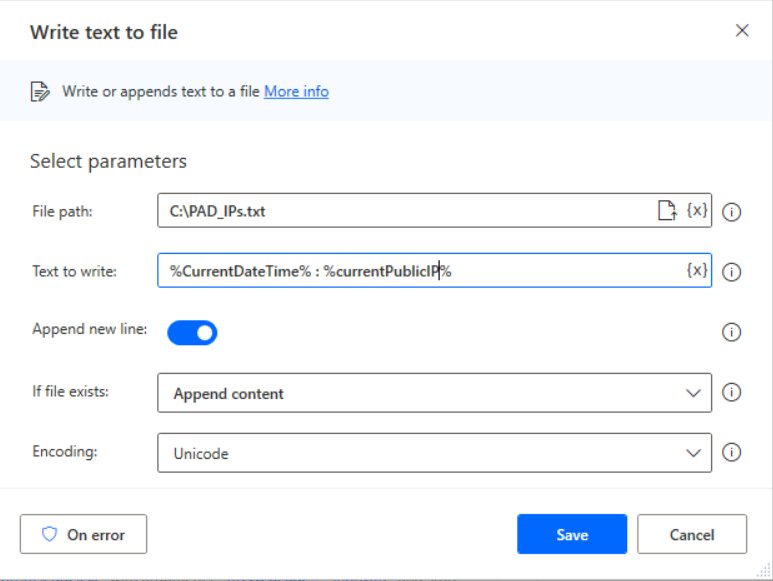 Write text to file
Write or appends text to a file More info
Select parameters
File path: C:\PAD_IPs.txt {x}
Text to write: %CurrentDateTime% : %currentPublicIP% {x}
Append new line:
If file exists: Append content
Encoding: Unicode
On error Save Cancel